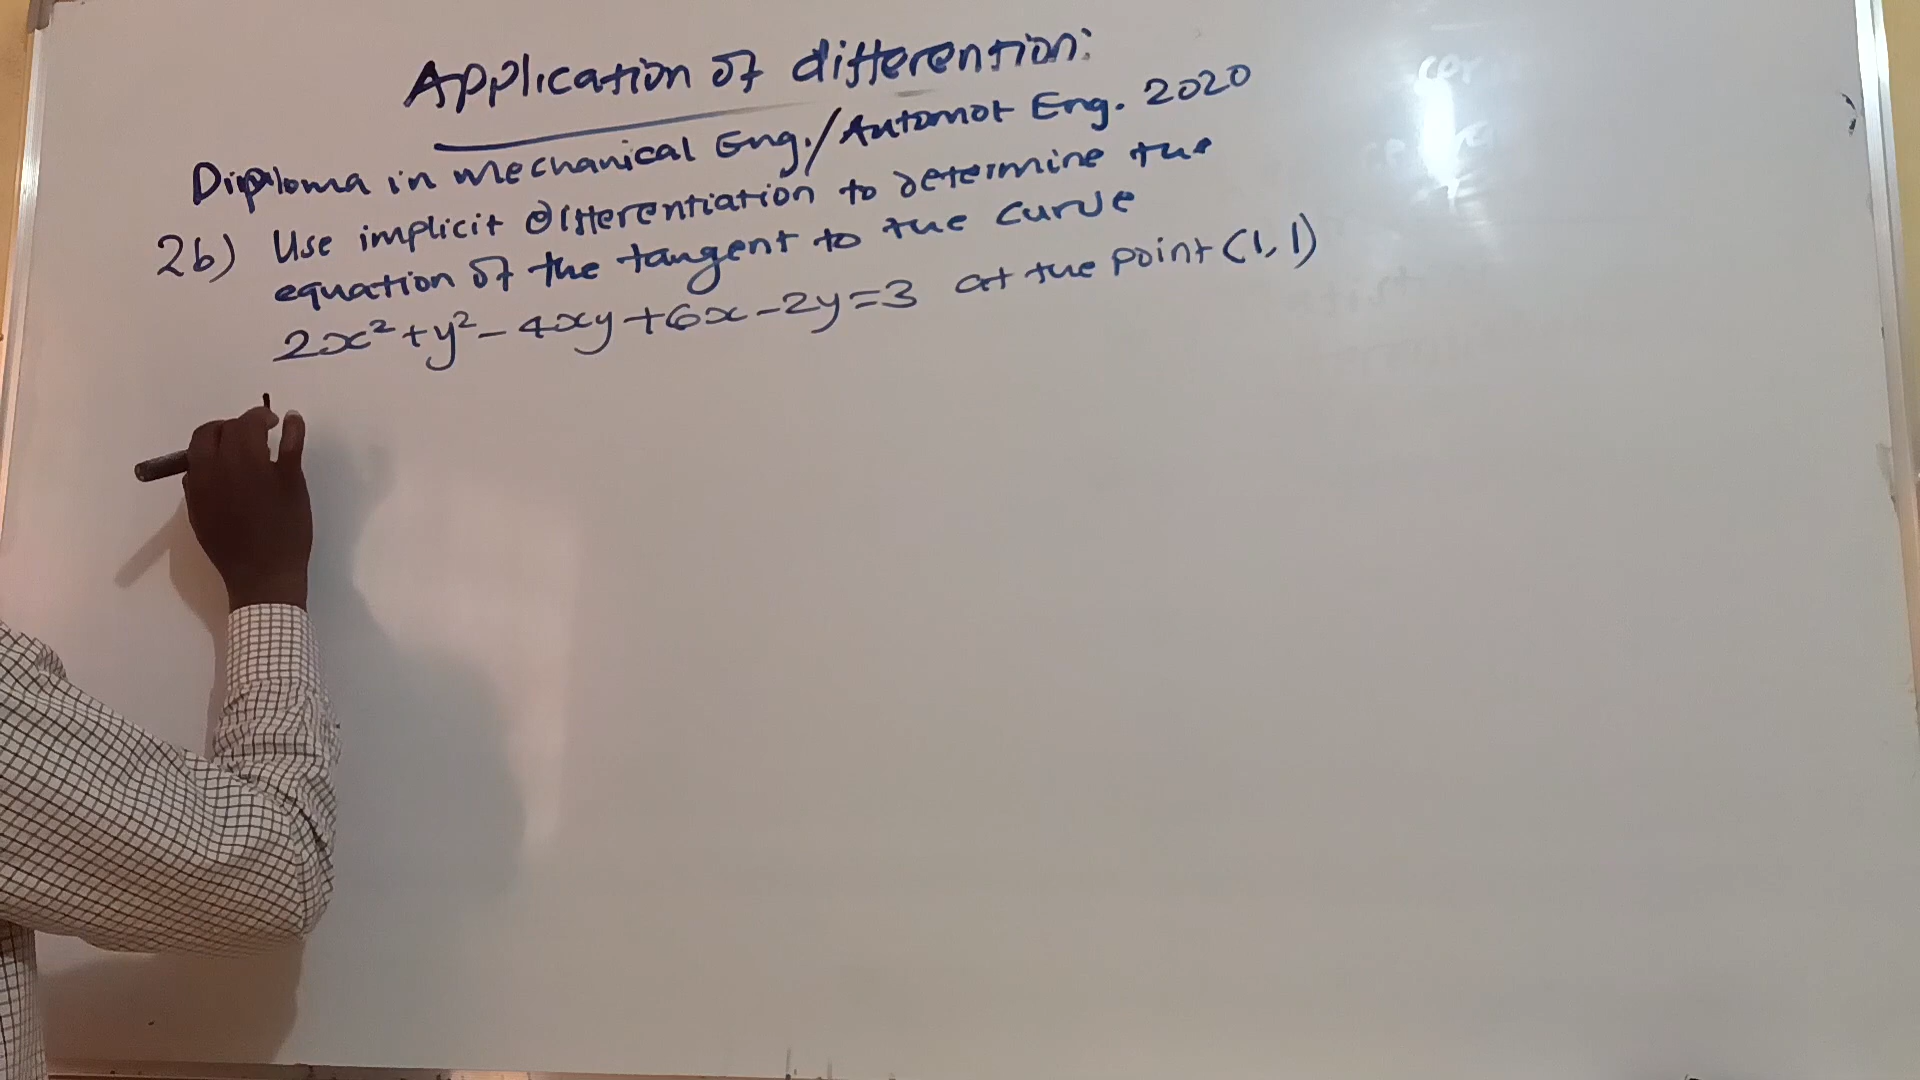 Application of differention:
Diploma in Mechanical Eng./Automot Eng. 2020
2b) Use implicit differentiation to determine the
equation of the tangent to the curve
2x²+y²-4xy+6x-2y=3 at the point (1,1)